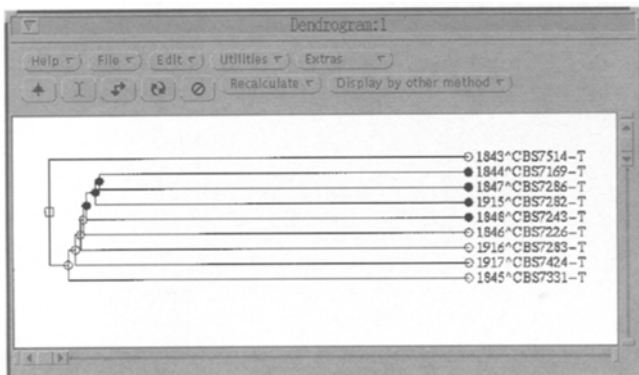 Dendrogram:1
Help File Edit Utilities Extras
Recalculate Display by other method
1843^CBS7514-T
1844^CBS7169-T
1847^CBS7286-T
1915^CBS7282-T
1848^CBS7243-T
1846^CBS7226-T
1916^CBS7283-T
1917^CBS7424-T
1845^CBS7331-T